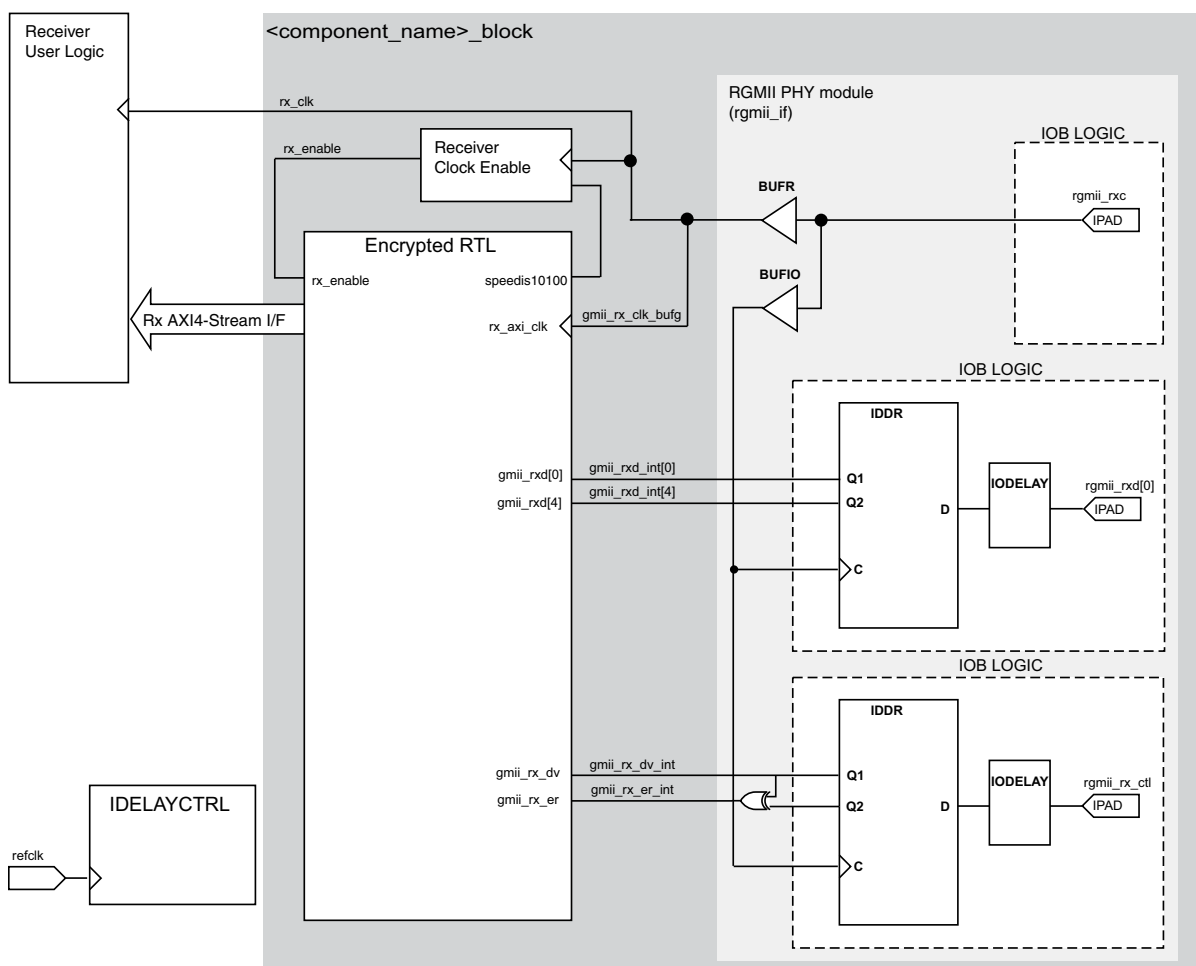 Receiver
User Logic
<component_name>_block
RGMII PHY module
(rgmii_if)
rx_clk
IOB LOGIC
rx_enable
Receiver
Clock Enable
BUFR
rgmii_rxc
IPAD
Encrypted RTL
BUFIO
rx_enable
speedis10100
Rx AXI4-Stream I/F
rx_axi_clk
gmii_rx_clk_bufg
IOB LOGIC
IDDR
gmii_rxd[0]
gmii_rxd_int[0]
Q1
gmii_rxd[4]
gmii_rxd_int[4]
Q2
D
IODELAY
rgmii_rxd[0]
IPAD
C
IOB LOGIC
IDDR
gmii_rx_dv
gmii_rx_dv_int
Q1
gmii_rx_er
gmii_rx_er_int
Q2
D
IODELAY
rgmii_rx_ctl
IPAD
C
IDELAYCTRL
refclk